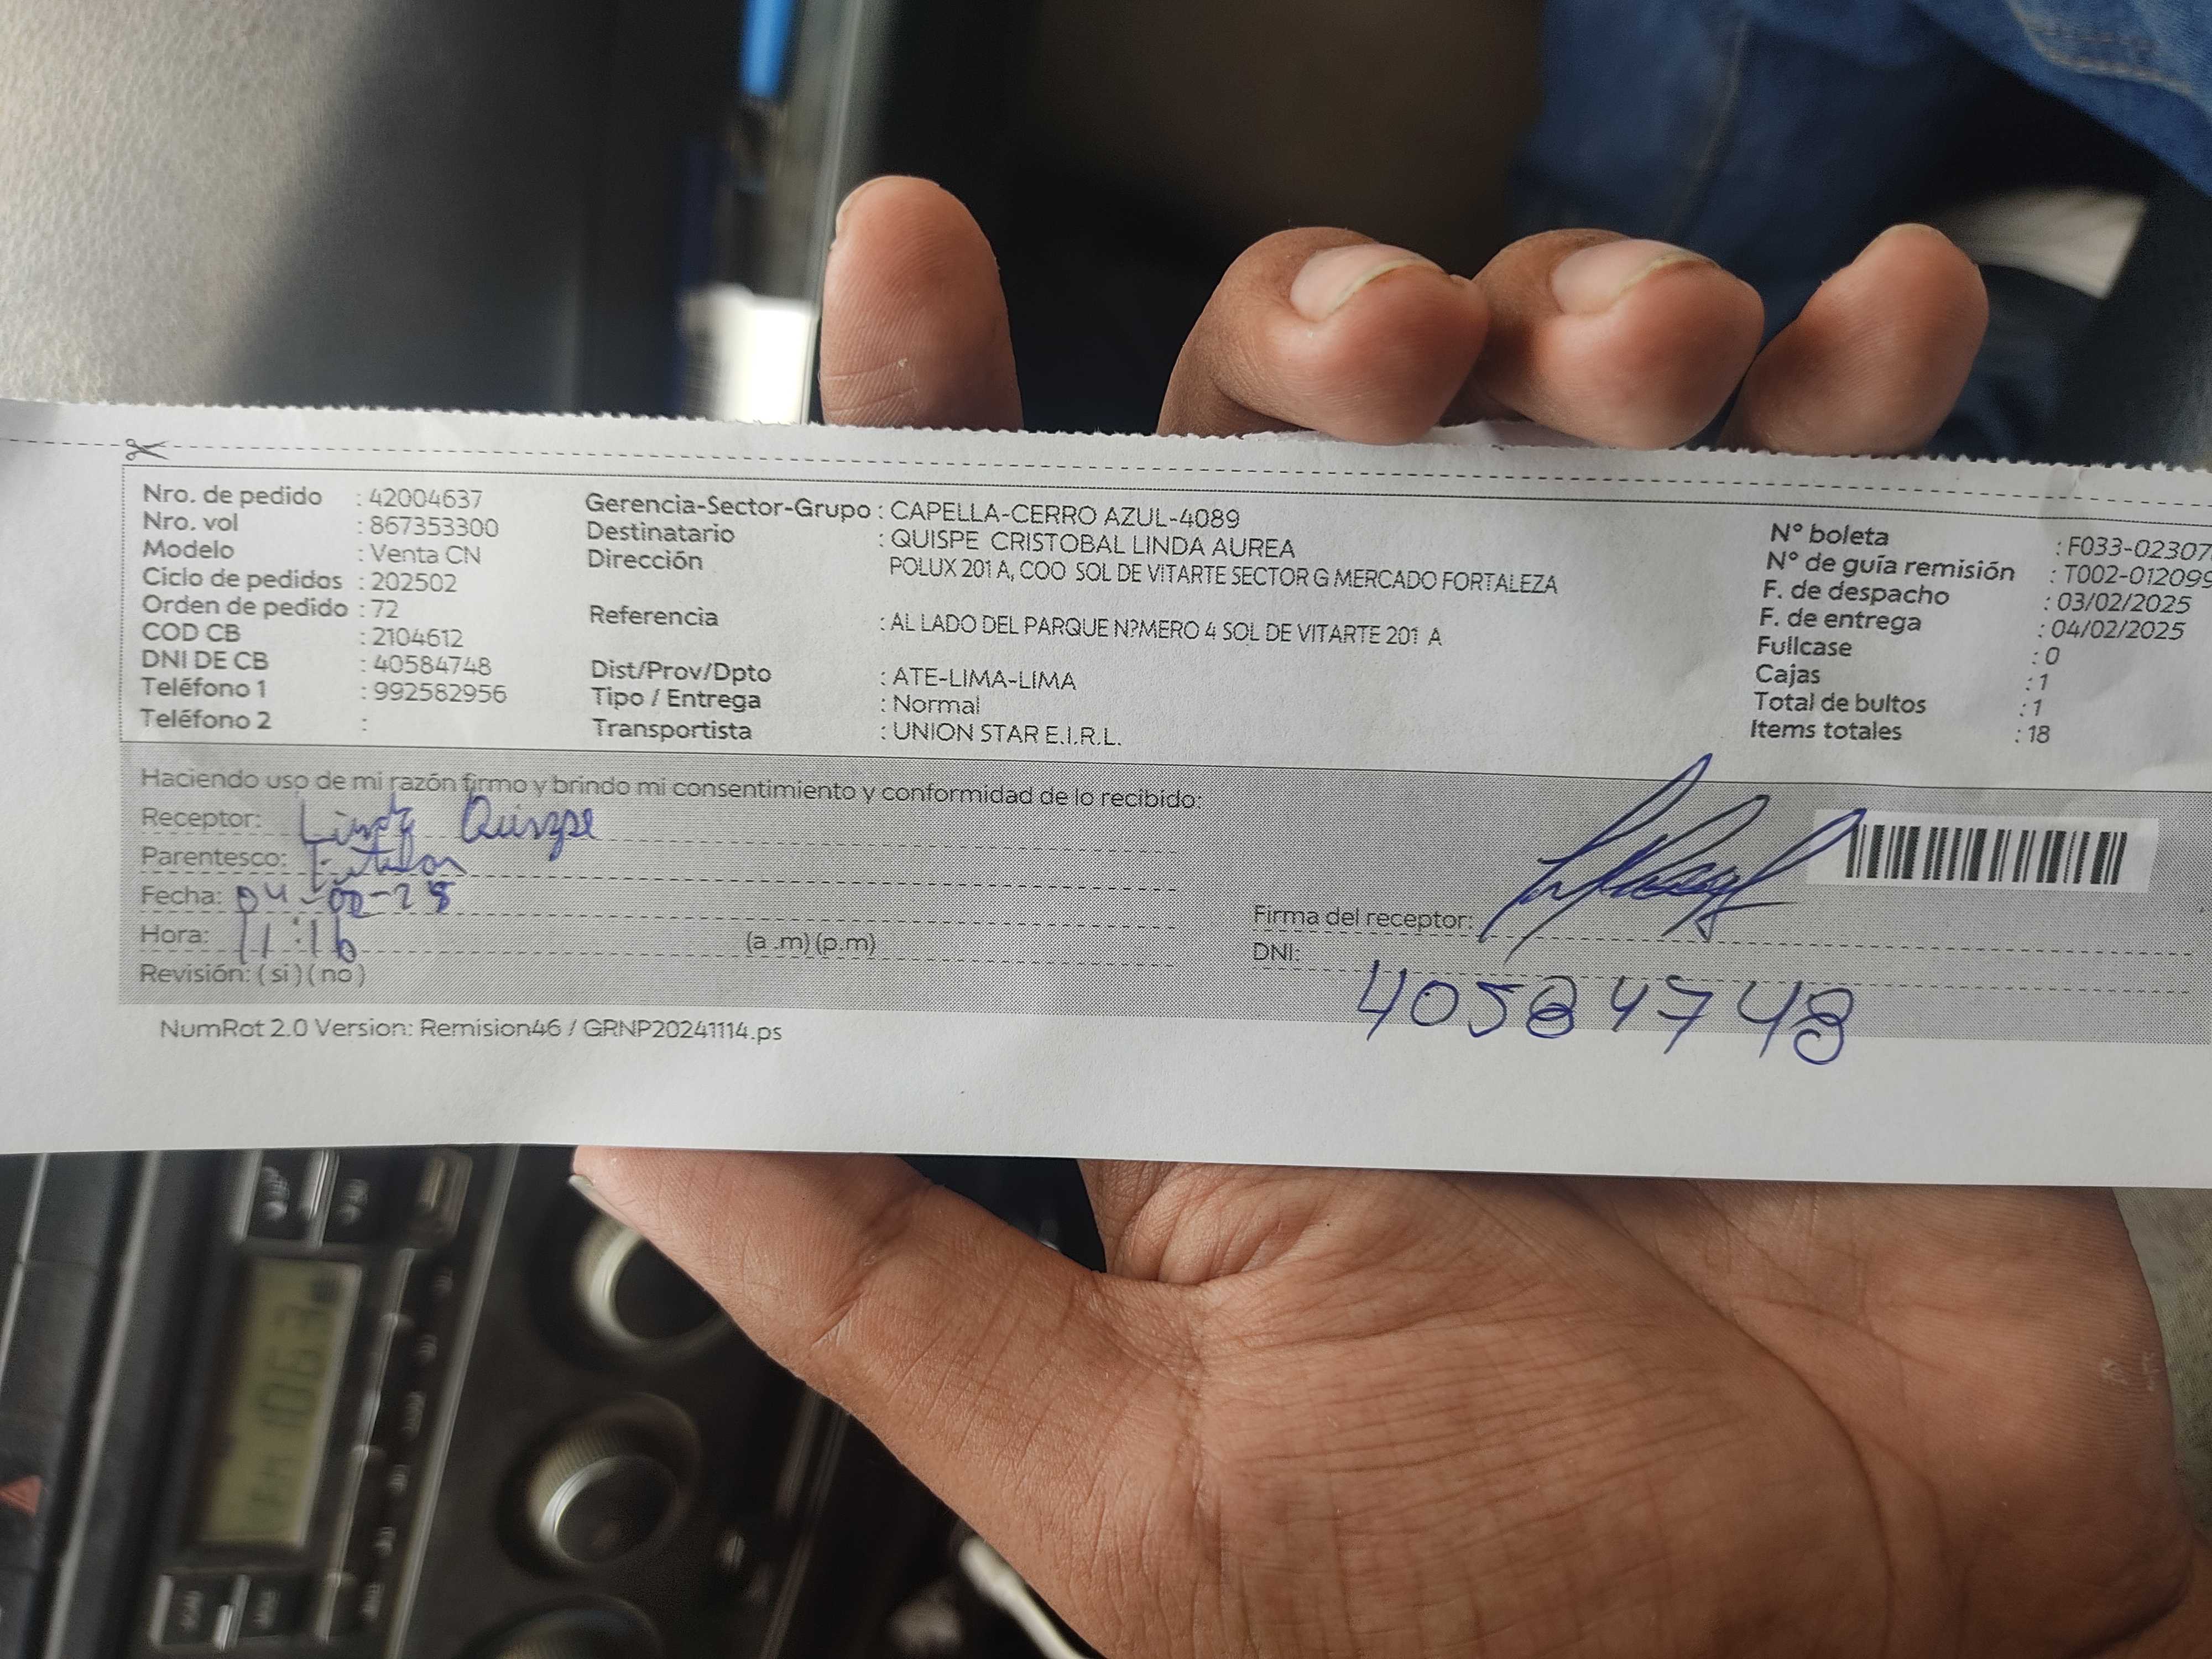 Nro. de pedido : 42004637
Nro. vol : 867353300
Modelo : Venta CN
Ciclo de pedidos : 202502
Orden de pedido : 72
COD CB : 2104612
DNI DE CB : 40584748
Teléfono 1 : 992582956
Teléfono 2 :
Gerencia-Sector-Grupo : CAPELLA-CERRO AZUL-4089
Destinatario : QUISPE CRISTOBAL LINDA AUREA
Dirección POLUX 201 A, COO SOL DE VITARTE SECTOR G MERCADO FORTALEZA
Referencia : AL LADO DEL PARQUE N?MERO 4 SOL DE VITARTE 201 A
Dist/Prov/Dpto : ATE-LIMA-LIMA
Tipo / Entrega : Normal
Transportista : UNION STAR E.I.R.L.
N° boleta : F033-02307
N° de guía remisión : T002-012099
F. de despacho : 03/02/2025
F. de entrega : 04/02/2025
Fullcase : 0
Cajas : 1
Total de bultos : 1
Items totales : 18
Haciendo uso de mi razón firmo y brindo mi consentimiento y conformidad de lo recibido:
Receptor: Linda Quispe
Parentesco:
Fecha: 04-02-25
Hora: 11:16 (a .m) (p.m)
Revisión: ( si ) ( no )
Firma del receptor:
DNI: 40584748
NumRot 2.0 Version: Remision46 / GRNP20241114.ps